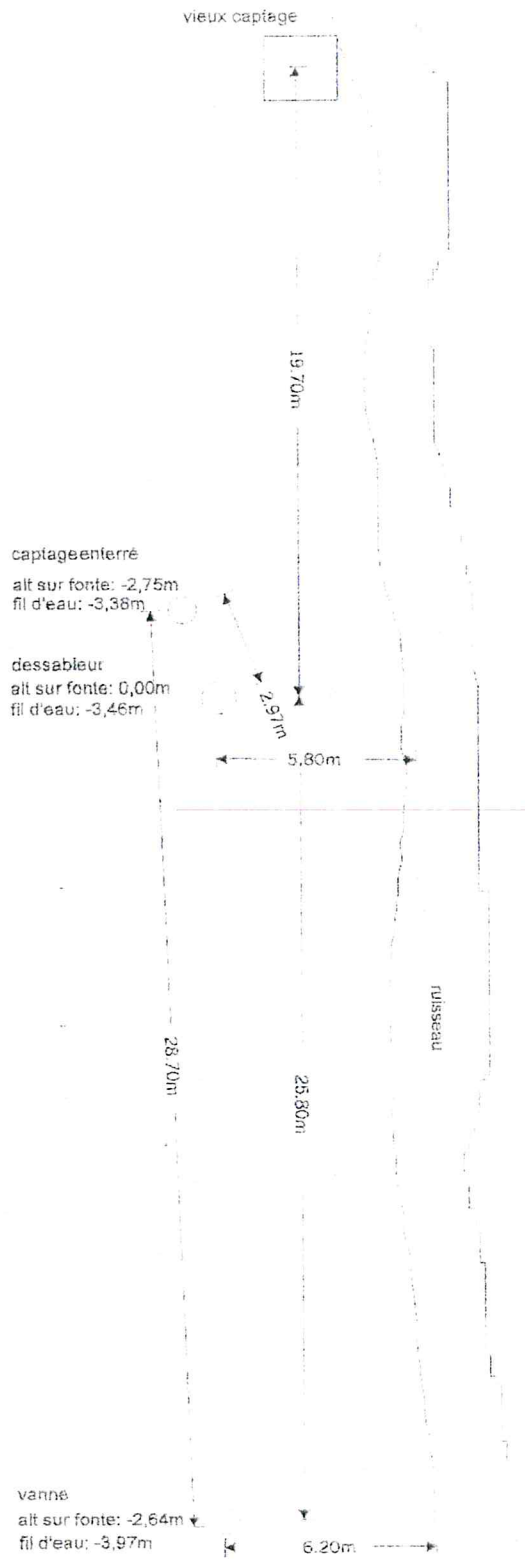 vieux captage
19.70m
captageenterré
alt sur fonte: -2,75m
fil d'eau: -3,38m
dessableur
alt sur fonte: 0,00m
fil d'eau: -3,46m
2.97m
5.80m
ruisseau
28.70m
25.80m
vanne
alt sur fonte: -2,64m
fil d'eau: -3,97m
6.20m